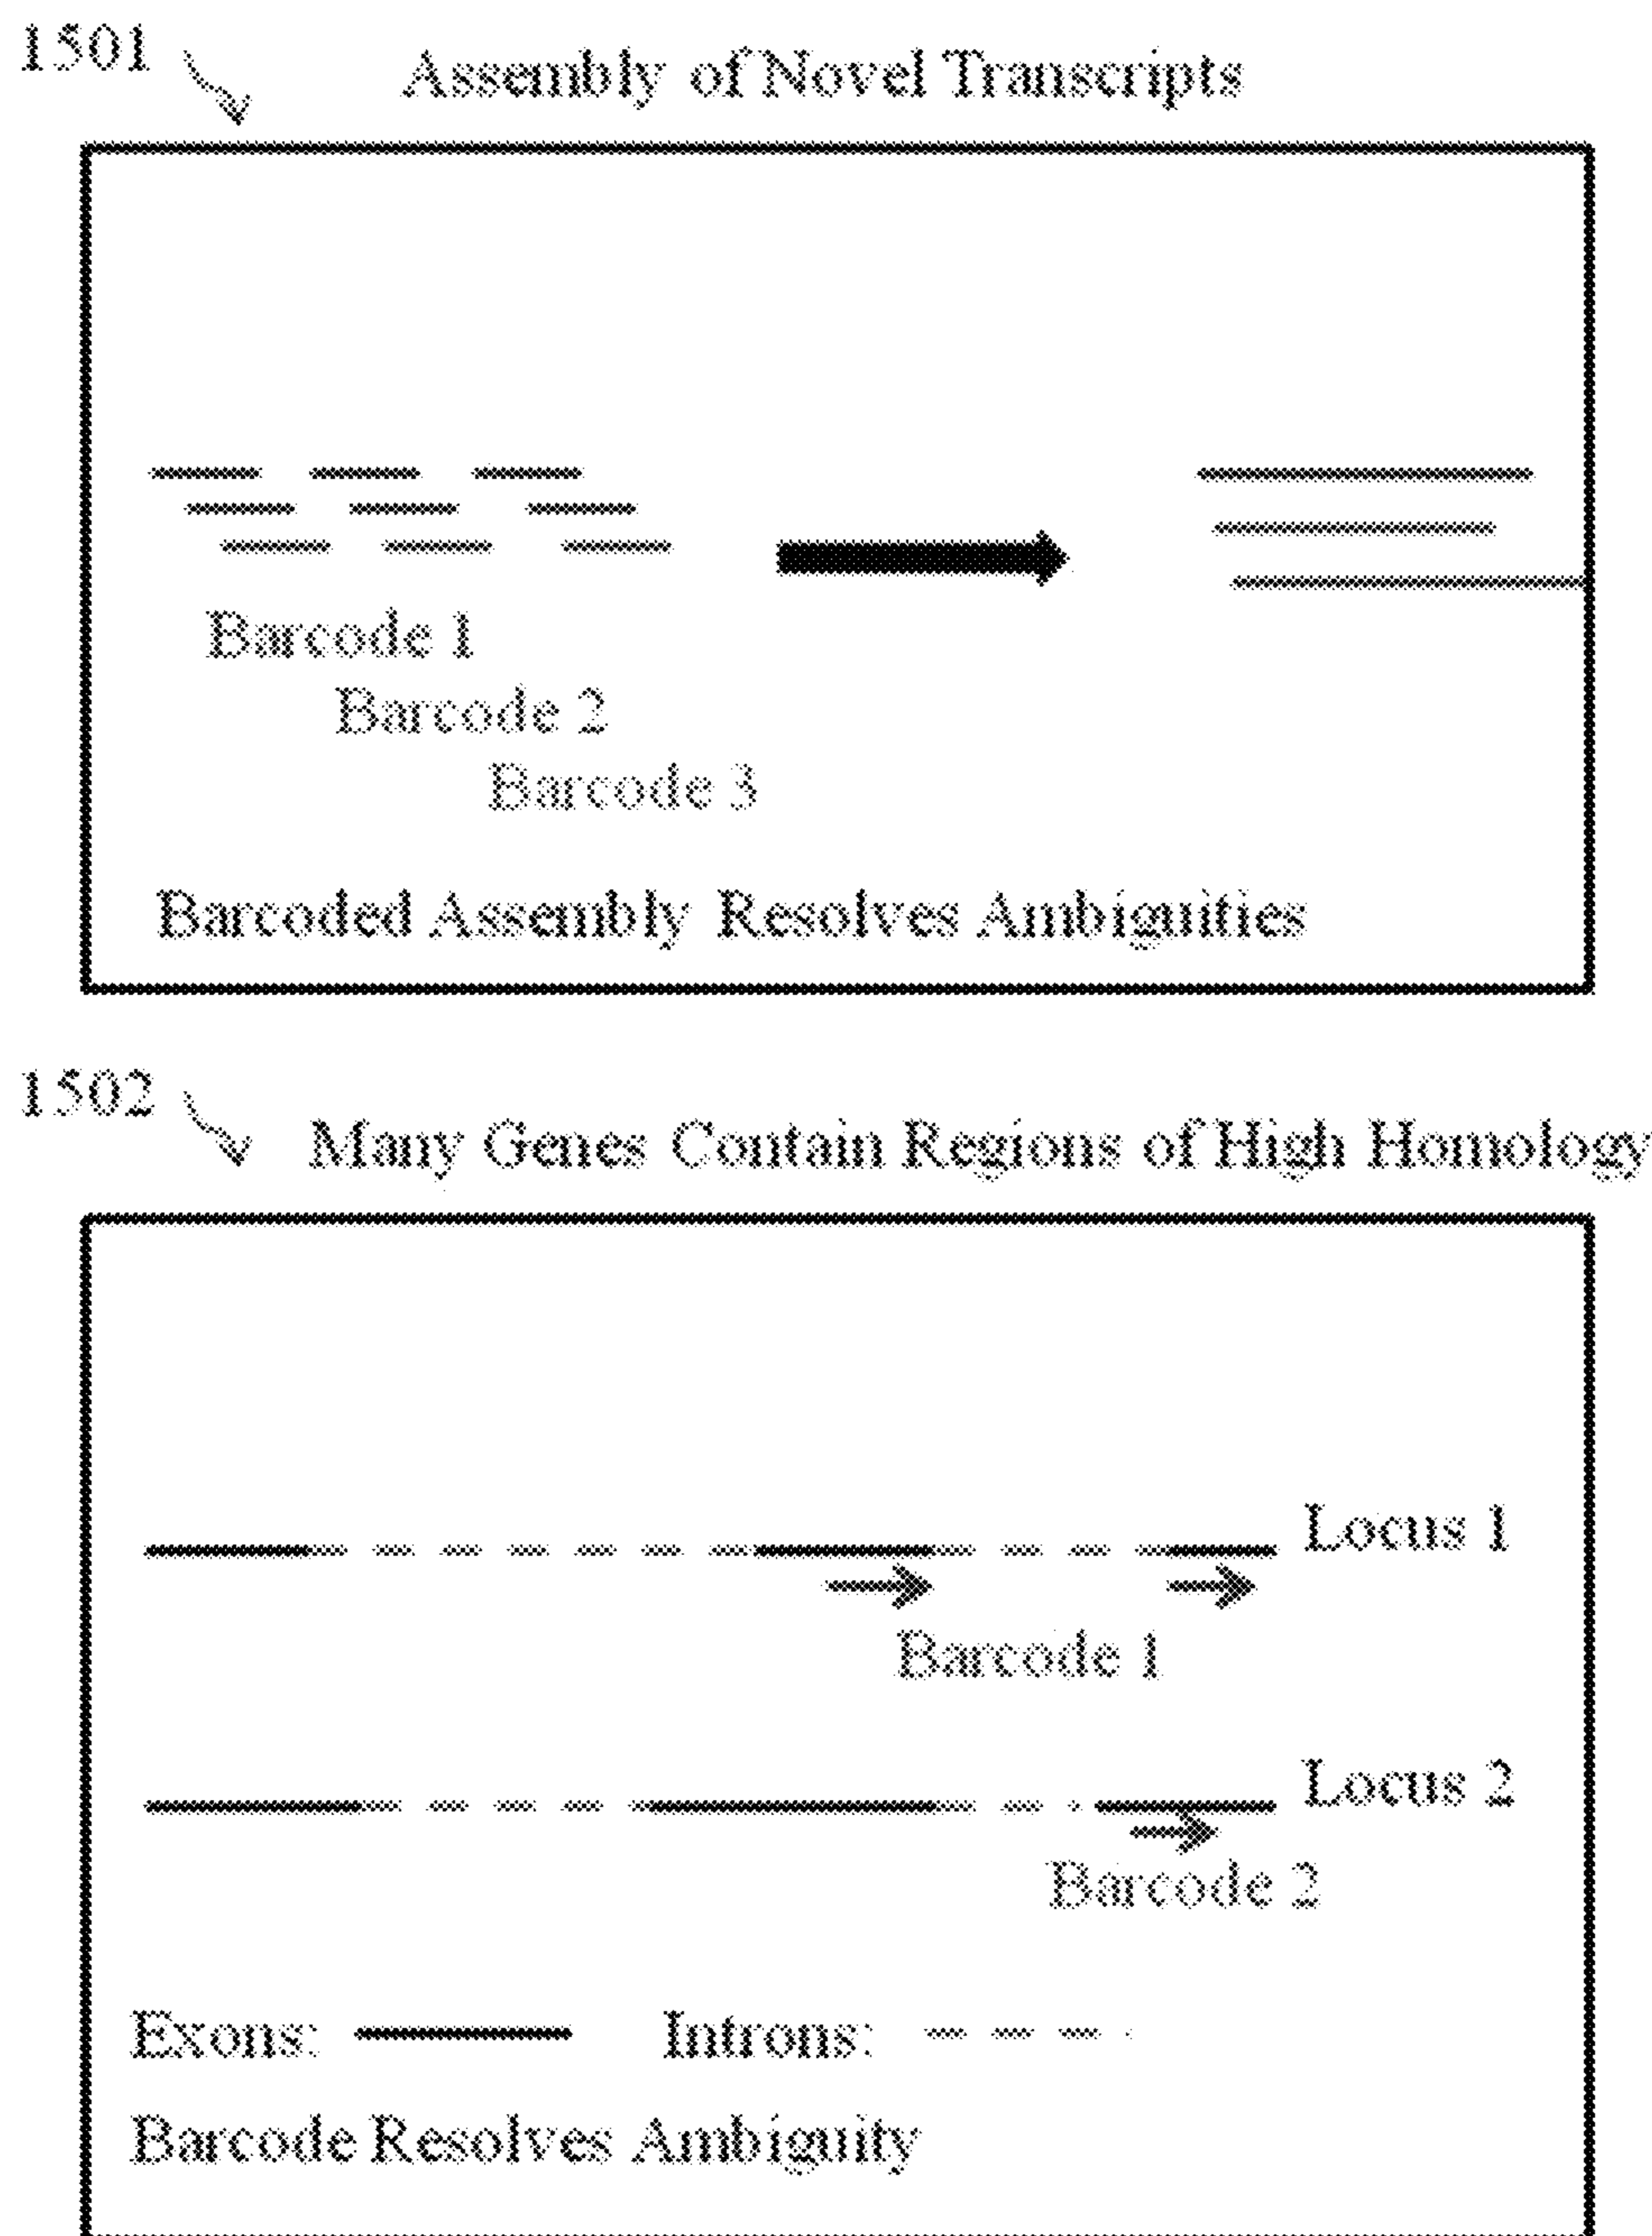 1501
Assembly of Novel Transcripts
Barcode 1
Barcode 2
Barcode 3
Barcoded Assembly Resolves Ambiguities
1502
Many Genes Contain Regions of High Homology
Locus 1
Barcode 1
Locus 2
Barcode 2
Exons: Introns:
Barcode Resolves Ambiguity